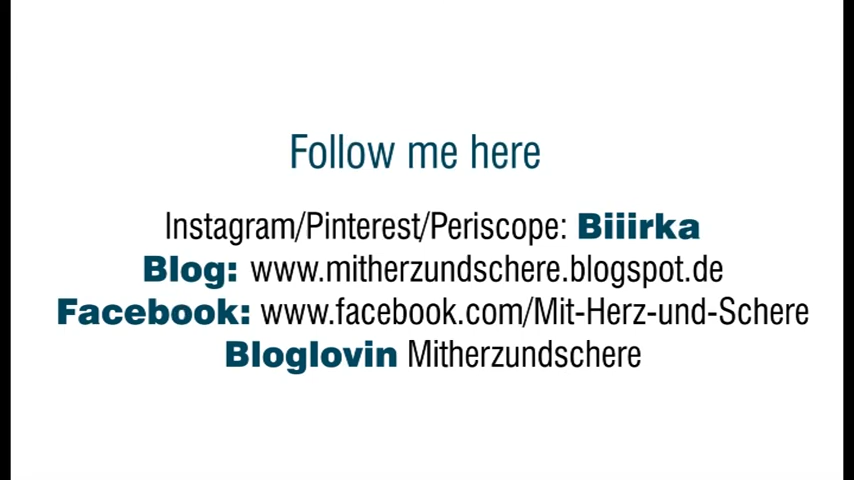 Follow me here
Instagram/Pinterest/Periscope: Biiirka
Blog: www.mitherzundschere.blogspot.de
Facebook: www.facebook.com/Mit-Herz-und-Schere
Bloglovin Mitherzundschere